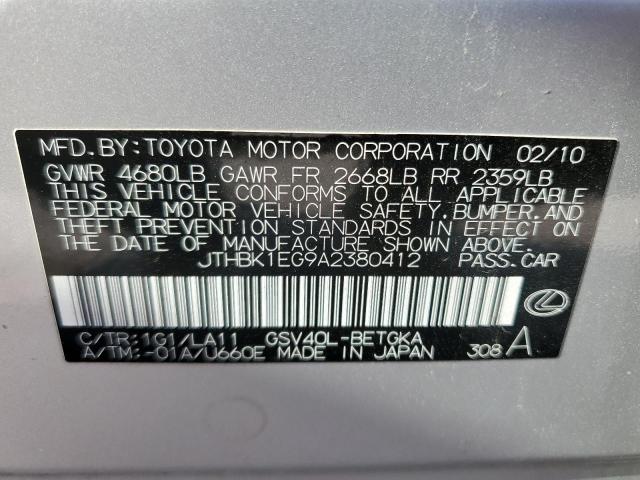 MFD.BY:TOYOTA MOTOR CORPORATION 02/10
GVWR 4680LB GAWR FR 2668LB RR 2359LB
THIS VEHICLE CONFORMS TO ALL APPLICABLE
FEDERAL MOTOR VEHICLE SAFETY,BUMPER,AND
THEFT PREVENTION STANDARDS IN EFFECT ON
THE DATE OF MANUFACTURE SHOWN ABOVE.
JTHBK1EG9A2380412 PASS.CAR
C/TR:1G1/LA11 GSV40L-BETGKA
A/TM:-01A/U660E MADE IN JAPAN 308 A